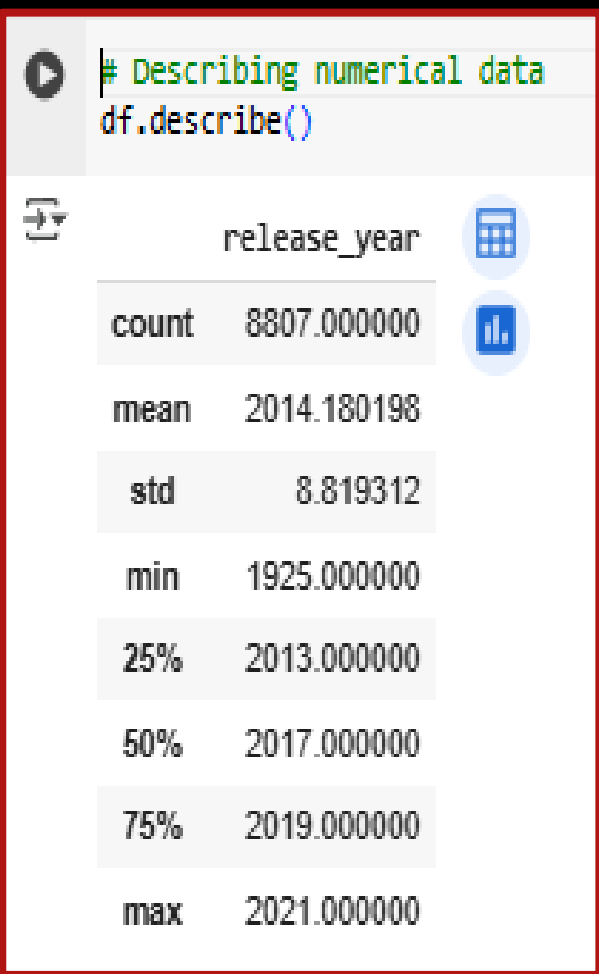 # Describing numerical data
df.describe()
release_year
count 8807.000000
mean 2014.180198
std 8.819312
min 1925.000000
25% 2013.000000
50% 2017.000000
75% 2019.000000
max 2021.000000